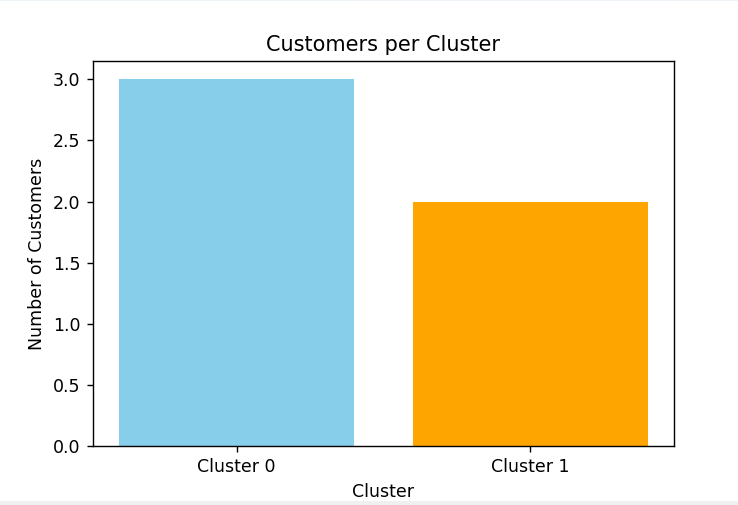 Customers per Cluster
Number of Customers
3.0
2.5
2.0
1.5
1.0
0.5
0.0
Cluster 0
Cluster 1
Cluster